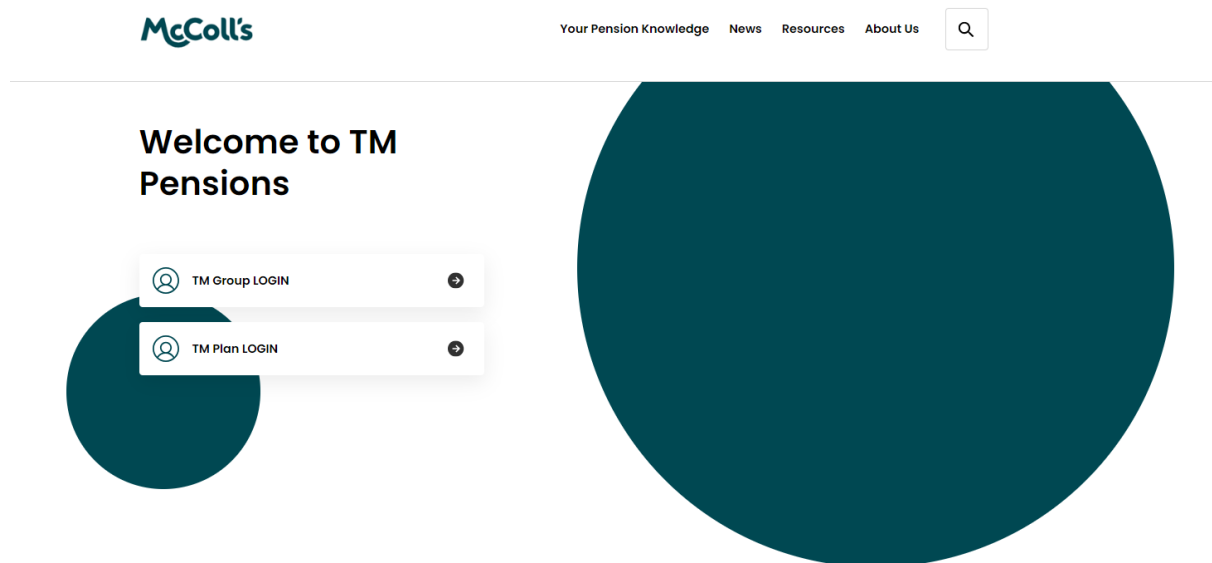 McColl's
Your Pension Knowledge News Resources About Us
Welcome to TM
Pensions
TM Group LOGIN
TM Plan LOGIN